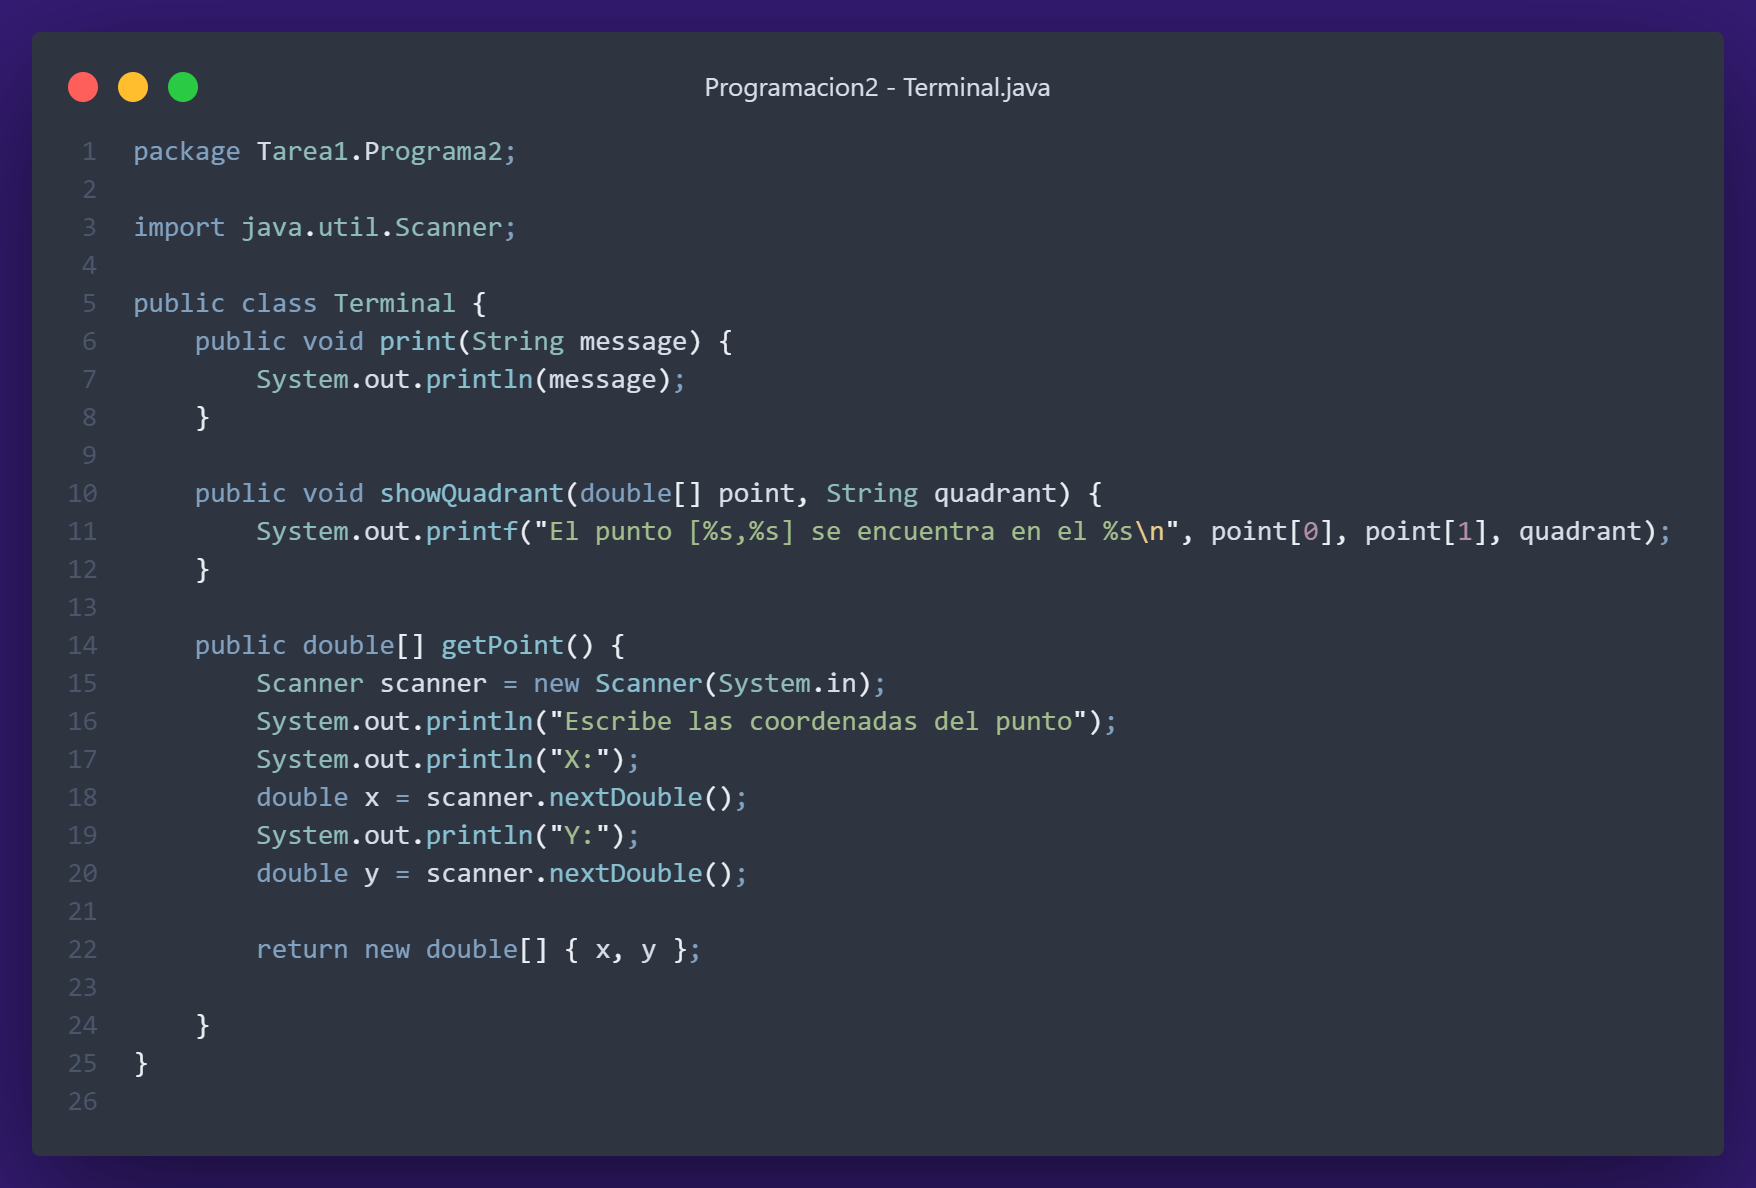 Programacion2 - Terminal.java
1 package Tarea1.Programa2;
2
3 import java.util.Scanner;
4
5 public class Terminal {
6     public void print(String message) {
7         System.out.println(message);
8     }
9
10     public void showQuadrant(double[] point, String quadrant) {
11         System.out.printf("El punto [%s,%s] se encuentra en el %s\n", point[0], point[1], quadrant);
12     }
13
14     public double[] getPoint() {
15         Scanner scanner = new Scanner(System.in);
16         System.out.println("Escribe las coordenadas del punto");
17         System.out.println("X:");
18         double x = scanner.nextDouble();
19         System.out.println("Y:");
20         double y = scanner.nextDouble();
21
22         return new double[] { x, y };
23
24     }
25 }
26